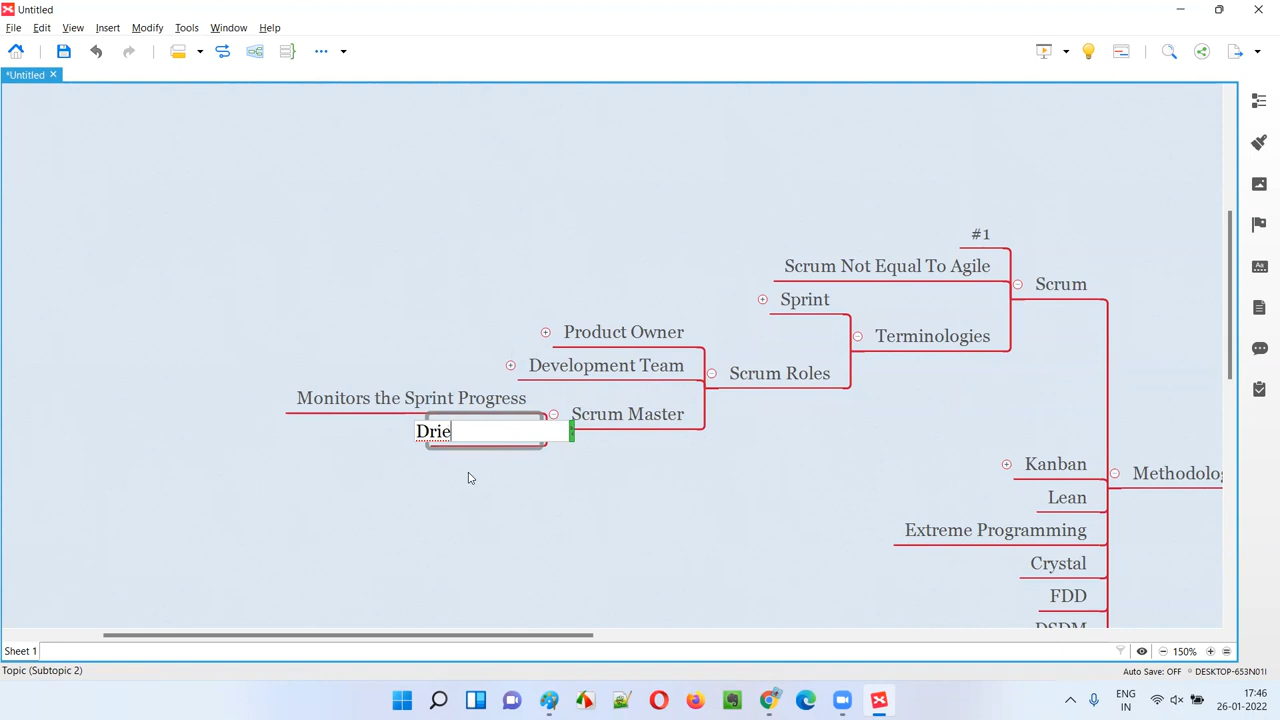 Untitled
File Edit View Insert Modify Tools Window Help
*Untitled
#1
Scrum Not Equal To Agile
Scrum
Sprint
Terminologies
Product Owner
Development Team
Scrum Roles
Monitors the Sprint Progress
Scrum Master
Drie
Kanban
Methodolog
Lean
Extreme Programming
Crystal
FDD
DSDM
Sheet 1
150%
Topic (Subtopic 2)
Auto Save: OFF
DESKTOP-653N01I
ENG
IN
17:46
26-01-2022